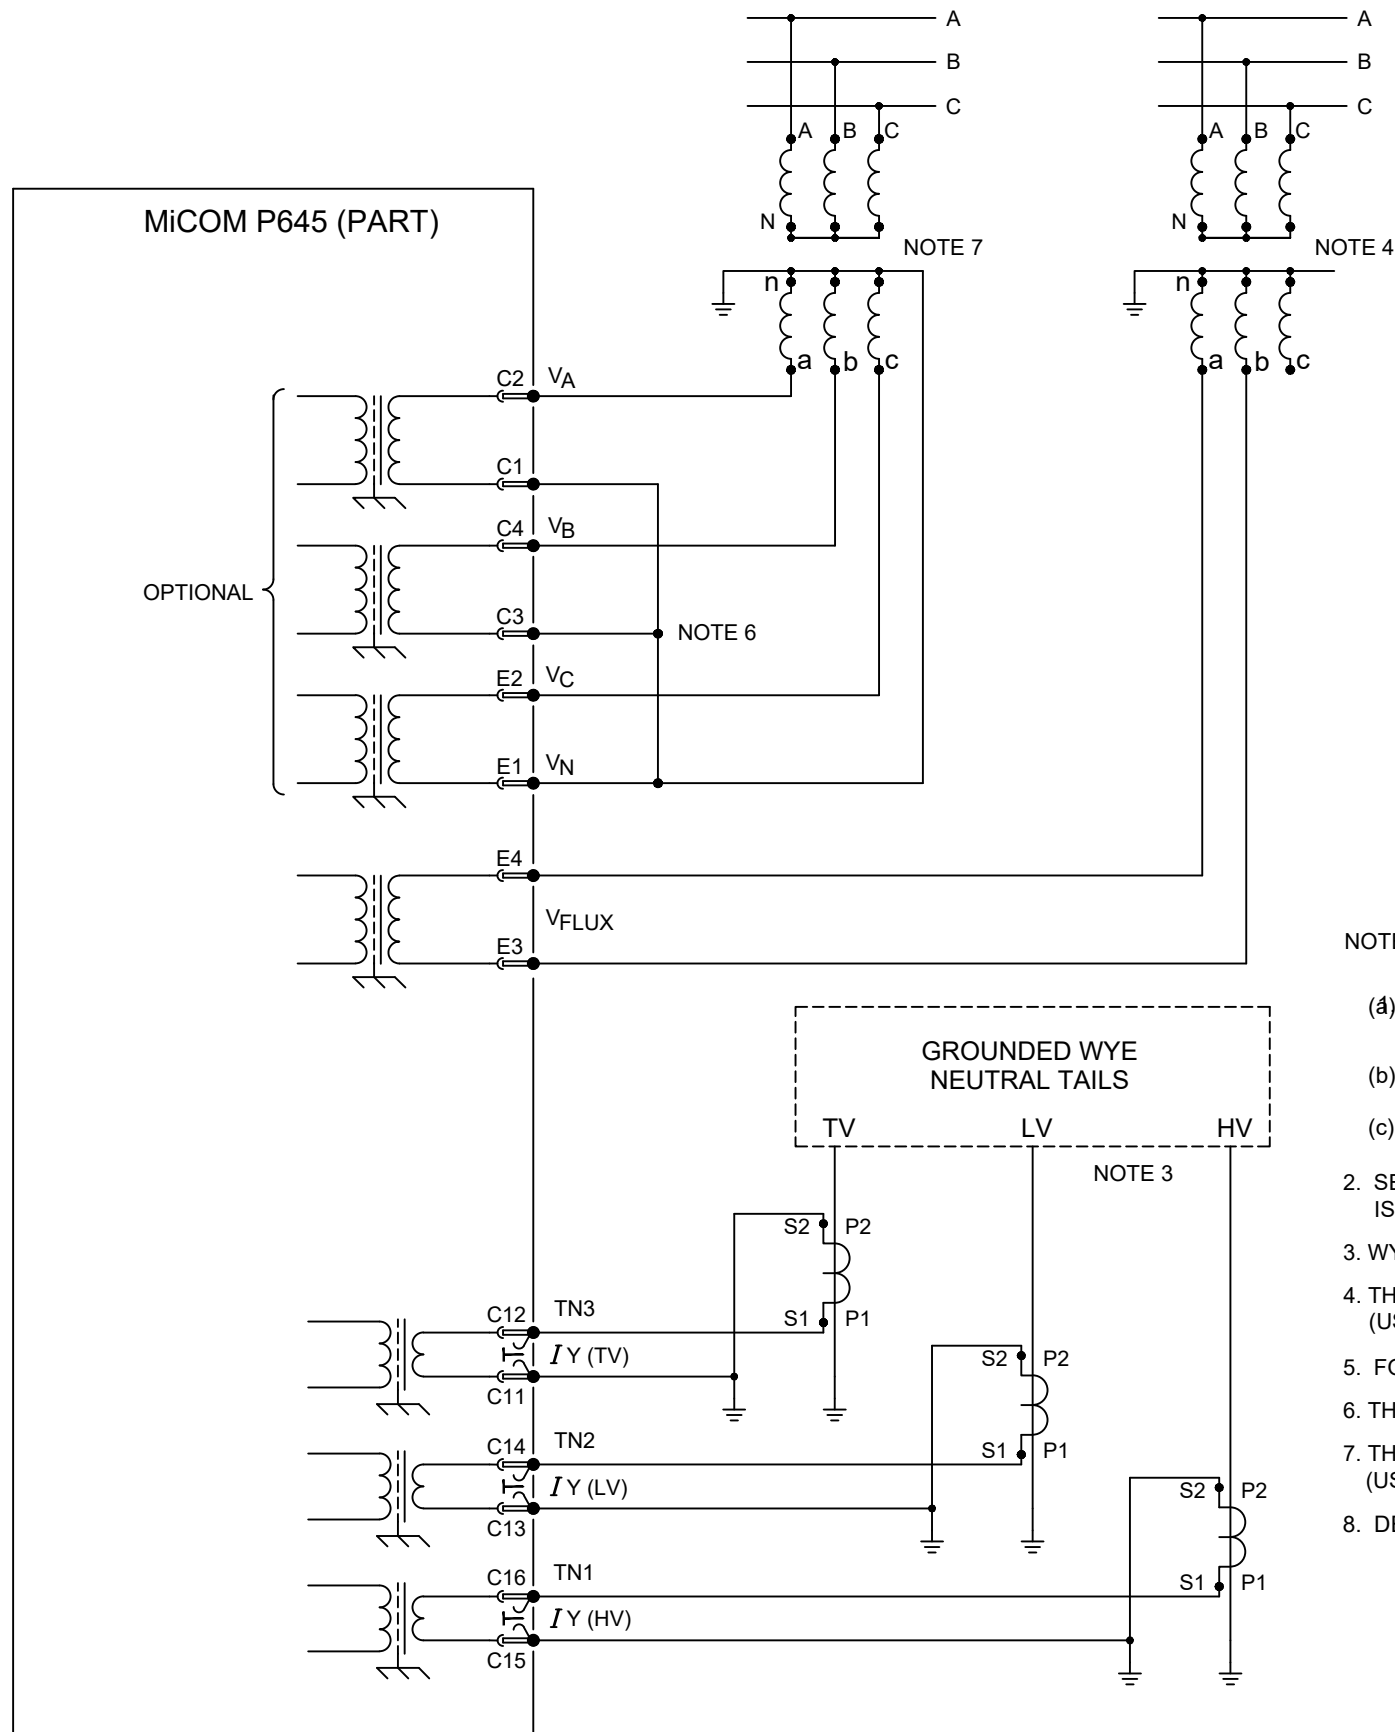 A
B
C
A
B
C
A
B
C
N
NOTE 7
A
B
C
N
NOTE 4
MiCOM P645 (PART)
n
a
b
c
n
a
b
c
C2
VA
C1
C4
VB
OPTIONAL
C3
NOTE 6
E2
VC
E1
VN
E4
VFLUX
E3
NOTE
(b)
(c)
GROUNDED WYE
NEUTRAL TAILS
TV
LV
HV
NOTE 3
2. SE
IS
3. WY
4. TH
(US
5. FO
6. TH
7. TH
(US
8. DE
S2
P2
S1
P1
C12
TN3
I Y (TV)
C11
S2
P2
S1
P1
C14
TN2
I Y (LV)
C13
S2
P2
S1
P1
C16
TN1
I Y (HV)
C15